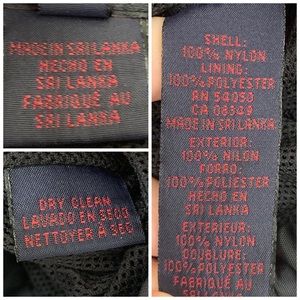 MADE IN SRI LANKA
HECHO EN
SRI LANKA
FABRIQUÉ AU
SRI LANKA
DRY CLEAN
LAVADO EN SECO
NETTOYER À SEC
SHELL:
100% NYLON
LINING:
100% POLYESTER
RN 54050
CA 08349
MADE IN SRI LANKA
EXTERIOR:
100% NILON
FORRO:
100% POLIESTER
HECHO EN
SRI LANKA
EXTERIEUR:
100% NYLON
DOUBLURE:
100% POLYESTER
FABRIQUÉ AU